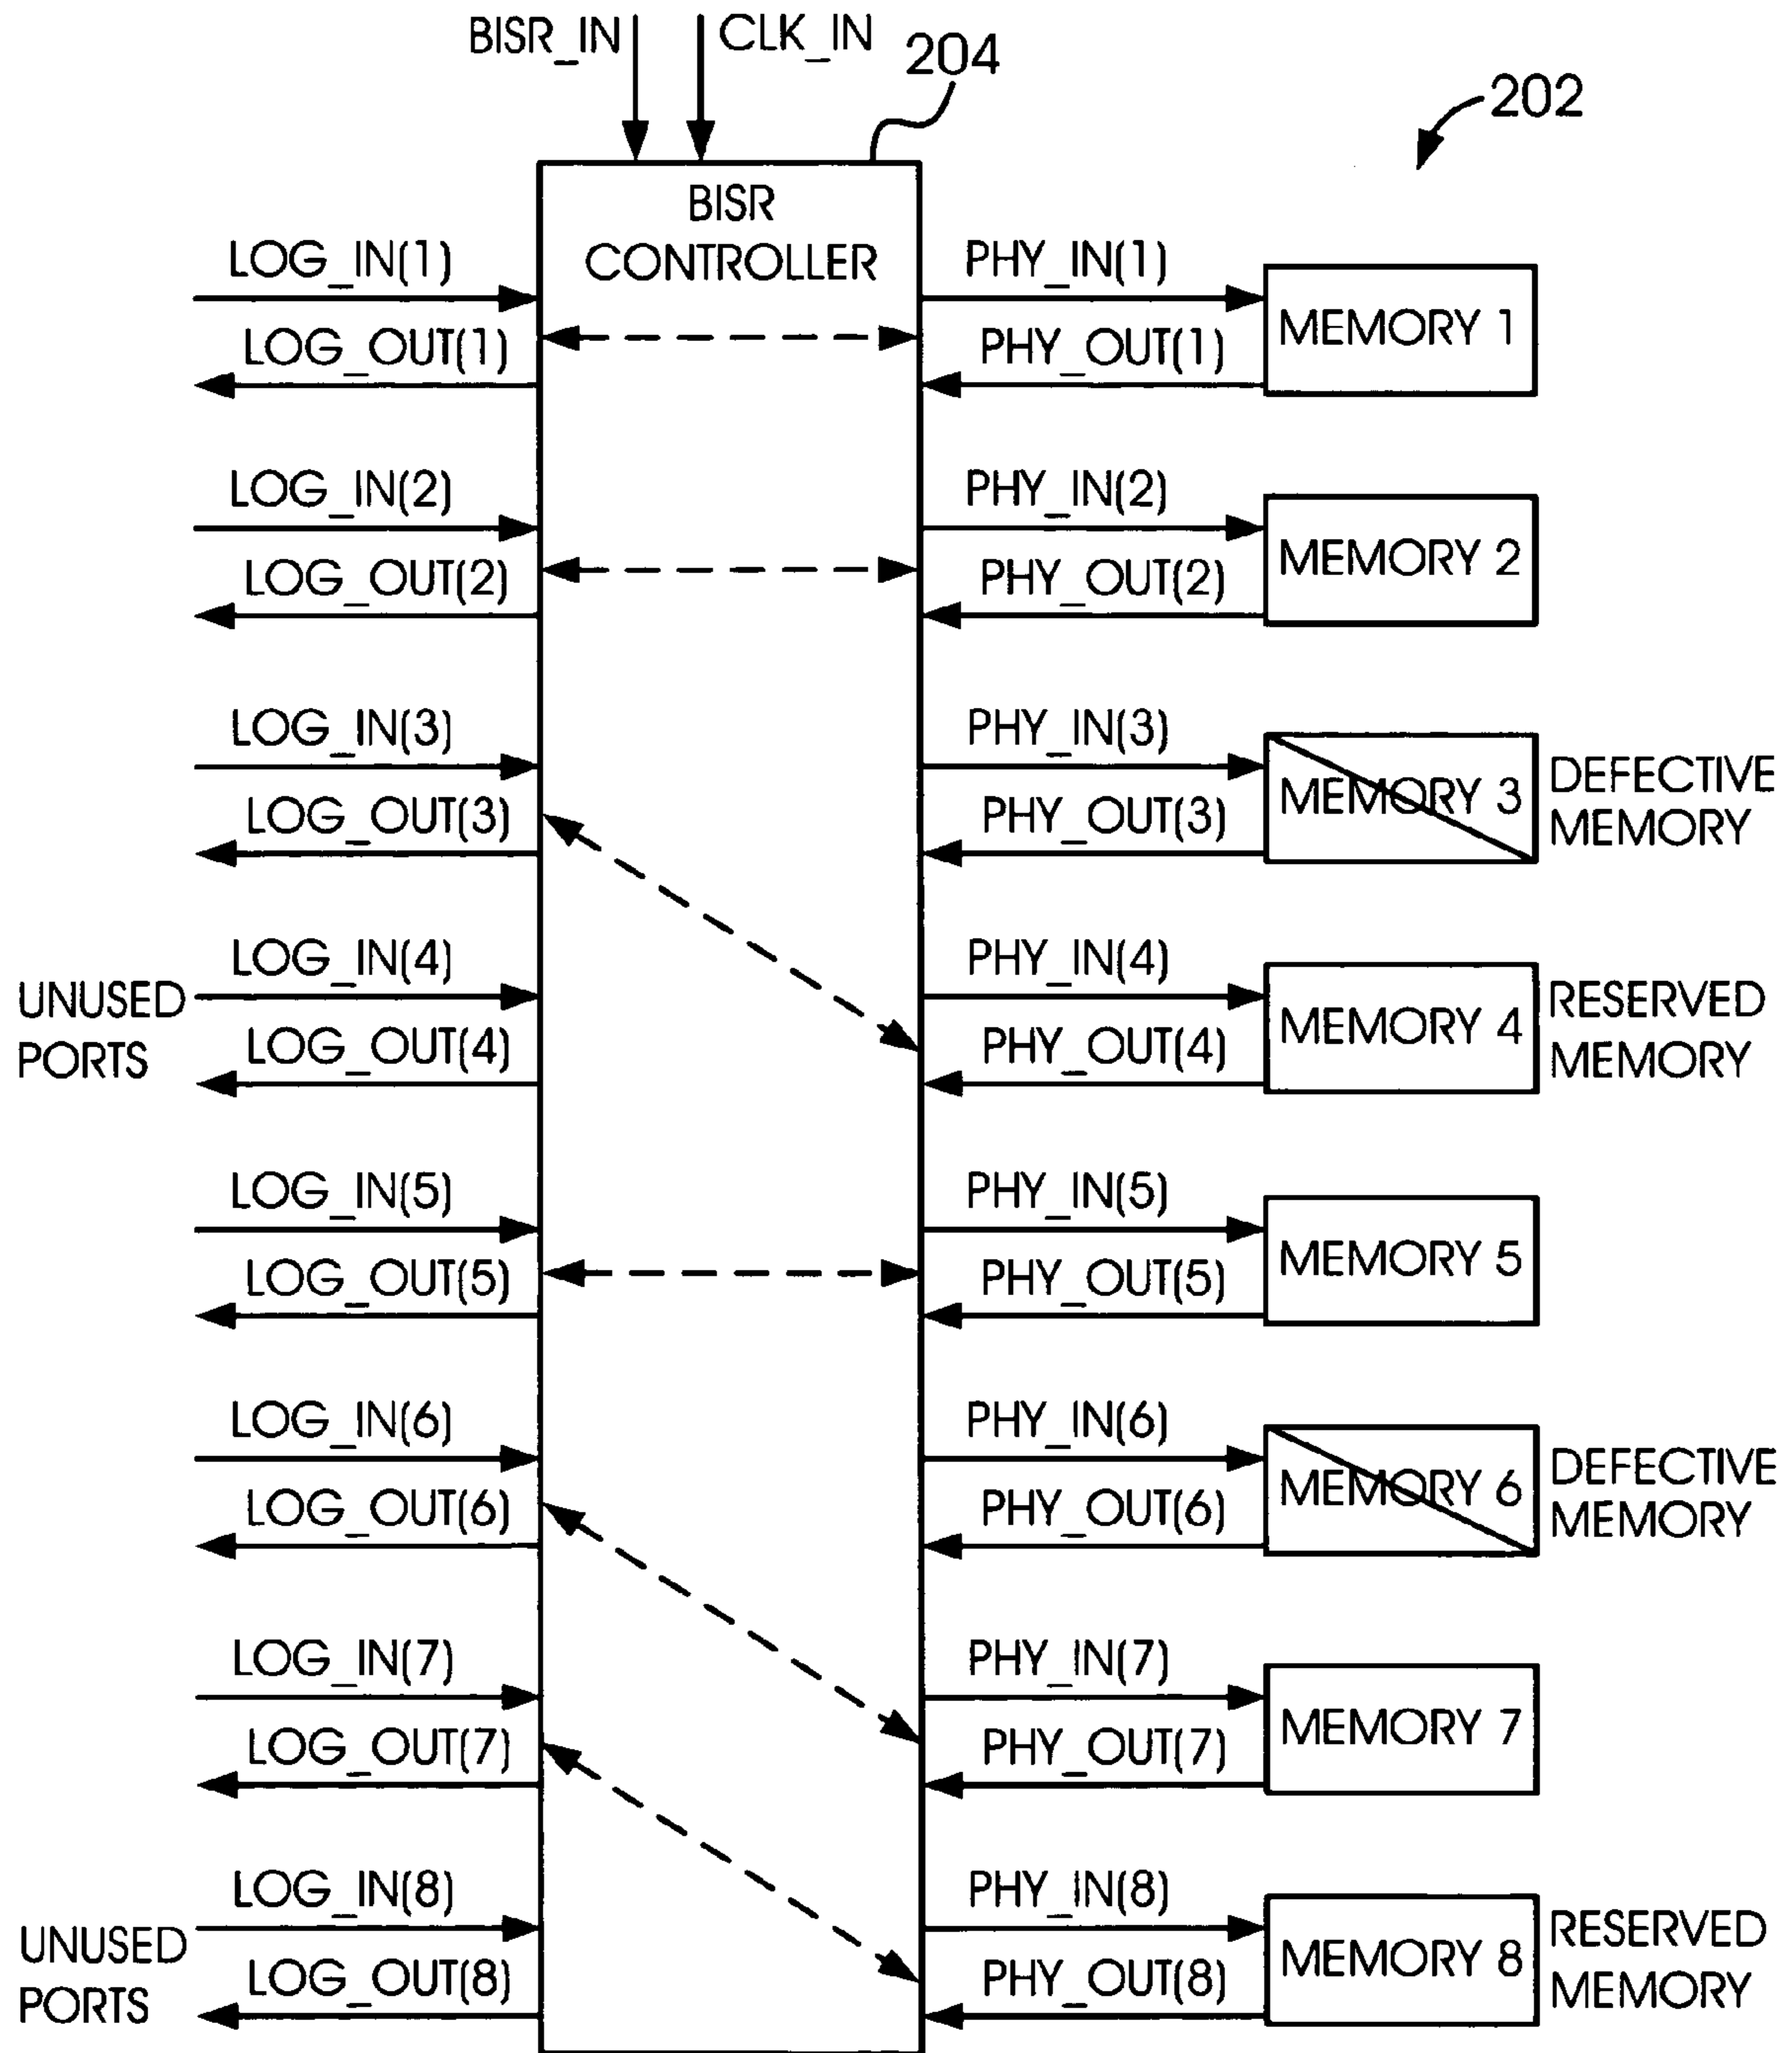 BISR_IN
CLK_IN
204
202
BISR
CONTROLLER
LOG_IN(1)
PHY_IN(1)
LOG_OUT(1)
PHY_OUT(1)
MEMORY 1
LOG_IN(2)
PHY_IN(2)
LOG_OUT(2)
PHY_OUT(2)
MEMORY 2
LOG_IN(3)
PHY_IN(3)
LOG_OUT(3)
PHY_OUT(3)
MEMORY 3
DEFECTIVE
MEMORY
UNUSED
PORTS
LOG_IN(4)
PHY_IN(4)
LOG_OUT(4)
PHY_OUT(4)
MEMORY 4
RESERVED
MEMORY
LOG_IN(5)
PHY_IN(5)
LOG_OUT(5)
PHY_OUT(5)
MEMORY 5
LOG_IN(6)
PHY_IN(6)
LOG_OUT(6)
PHY_OUT(6)
MEMORY 6
DEFECTIVE
MEMORY
LOG_IN(7)
PHY_IN(7)
LOG_OUT(7)
PHY_OUT(7)
MEMORY 7
UNUSED
PORTS
LOG_IN(8)
PHY_IN(8)
LOG_OUT(8)
PHY_OUT(8)
MEMORY 8
RESERVED
MEMORY